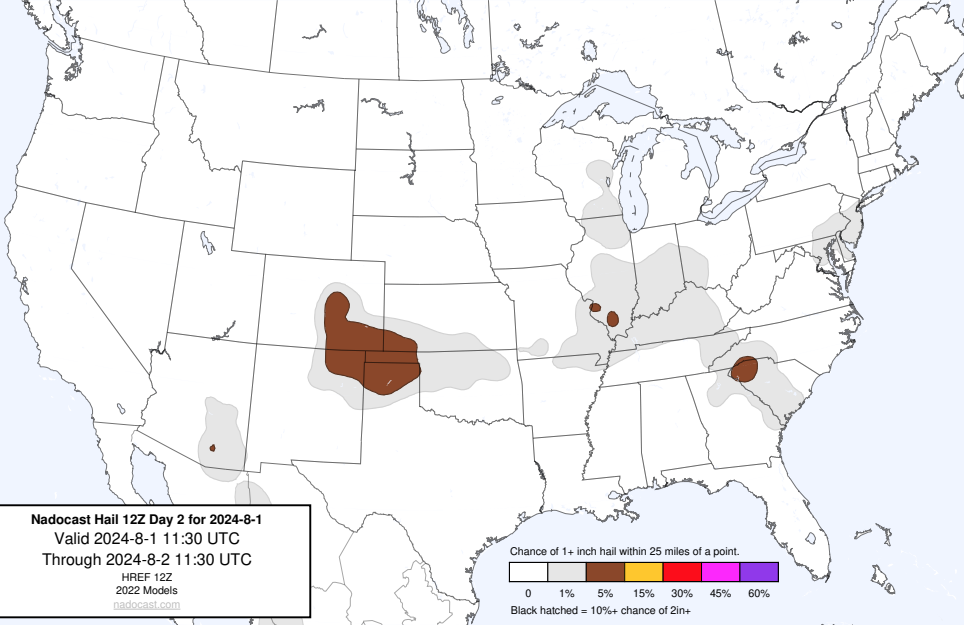 Nadocast Hail 12Z Day 2 for 2024-8-1
Valid 2024-8-1 11:30 UTC
Through 2024-8-2 11:30 UTC
HREF 12Z
2022 Models
nadocast.com
Chance of 1+ inch hail within 25 miles of a point.
0 1% 5% 15% 30% 45% 60%
Black hatched = 10%+ chance of 2in+